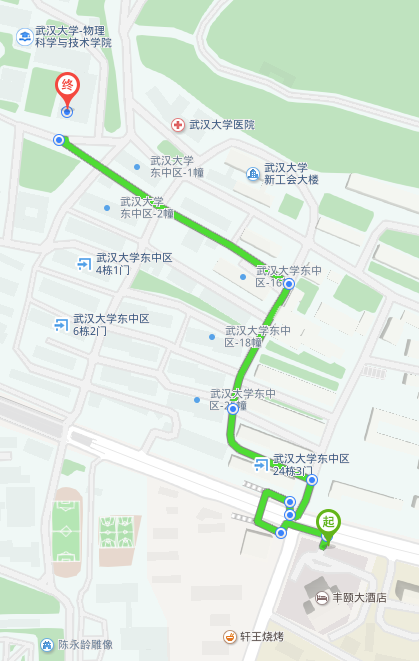 武汉大学-物理
科学与技术学院
终
武汉大学医院
武汉大学
东中区-1幢
武汉大学
新工会大楼
武汉大学
东中区-2幢
武汉大学东中区
4栋1门
武汉大学东中
区-16
武汉大学东中区
6栋2门
武汉大学东中
区-18幢
武汉大学东中
区-2 幢
武汉大学东中区
24栋3门
起
丰颐大酒店
轩王烧烤
陈永龄雕像